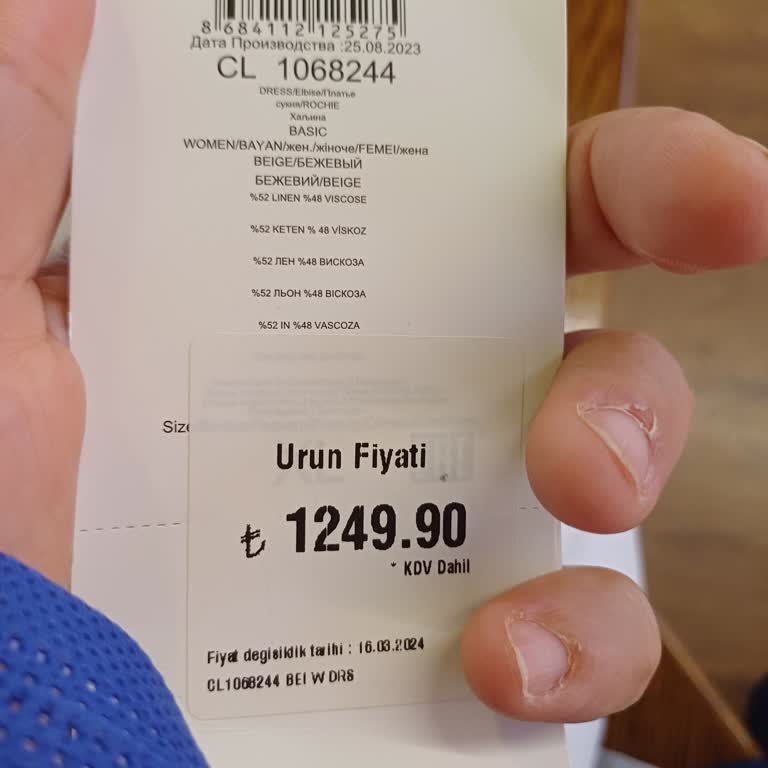 8 684112 125275
Дата Производства :25.08.2023
CL 1068244
DRESS/Elbise/Платье
сукня/ROCHIE
BASIC
WOMEN/BAYAN/жен./жіноче/FEMEI/жена
BEIGE/БЕЖЕВЫЙ
БЕЖЕВИЙ/BEIGE
%52 LINEN %48 VISCOSE
%52 KETEN % 48 VİSKOZ
%52 ЛЕН %48 ВИСКОЗА
%52 ЛЬОН %48 ВІСКОЗА
%52 IN %48 VASCOZA
Size
Urun Fiyati
₺ 1249.90
* KDV Dahil
Fiyat degisiklik tarihi : 16.03.2024
CL1068244 BEI W DRS